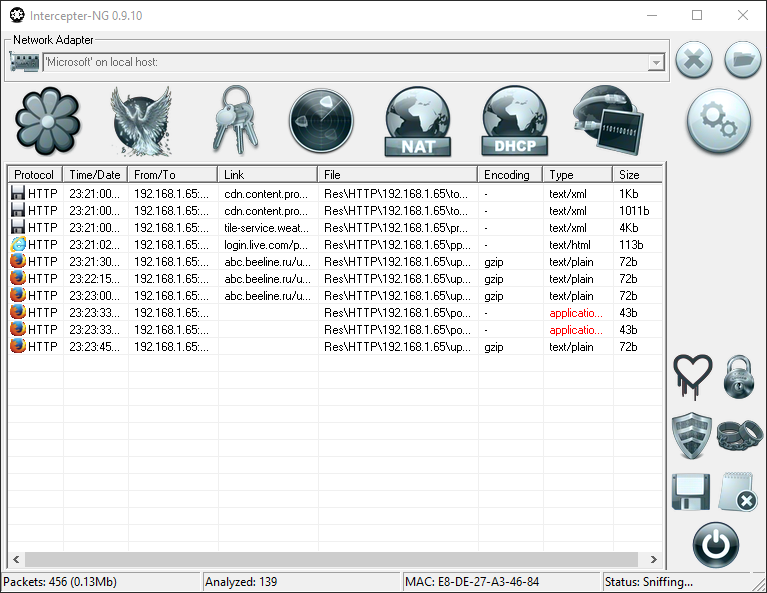 Intercepter-NG 0.9.10
Network Adapter
'Microsoft' on local host:
NAT DHCP
Protocol Time/Date From/To Link File Encoding Type Size
HTTP 23:21:00... 192.168.1.65:... cdn.content.pro... Res\HTTP\192.168.1.65\to... - text/xml 1Kb
HTTP 23:21:00... 192.168.1.65:... cdn.content.pro... Res\HTTP\192.168.1.65\to... - text/xml 1011b
HTTP 23:21:00... 192.168.1.65:... tile-service.weat... Res\HTTP\192.168.1.65\pr... - text/xml 4Kb
HTTP 23:21:02... 192.168.1.65:... login.live.com/p... Res\HTTP\192.168.1.65\pp... - text/html 113b
HTTP 23:21:30... 192.168.1.65:... abc.beeline.ru/u... Res\HTTP\192.168.1.65\up... gzip text/plain 72b
HTTP 23:22:15... 192.168.1.65:... abc.beeline.ru/u... Res\HTTP\192.168.1.65\up... gzip text/plain 72b
HTTP 23:23:00... 192.168.1.65:... abc.beeline.ru/u... Res\HTTP\192.168.1.65\up... gzip text/plain 72b
HTTP 23:23:33... 192.168.1.65:... Res\HTTP\192.168.1.65\po... - applicatio... 43b
HTTP 23:23:33... 192.168.1.65:... Res\HTTP\192.168.1.65\po... - applicatio... 43b
HTTP 23:23:45... 192.168.1.65:... Res\HTTP\192.168.1.65\up... gzip text/plain 72b
Packets: 456 (0.13Mb) Analyzed: 139 MAC: E8-DE-27-A3-46-84 Status: Sniffing...